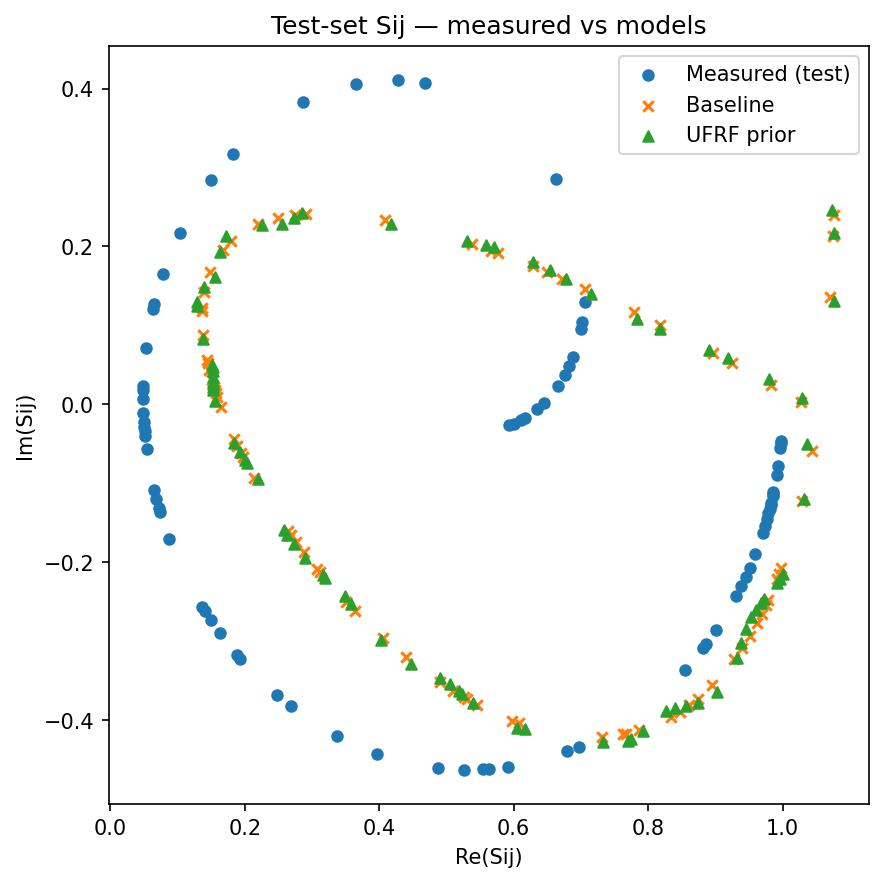 Test-set Sij — measured vs models
Measured (test)
Baseline
UFRF prior
Im(Sij)
0.4
0.2
0.0
−0.2
−0.4
0.0 0.2 0.4 0.6 0.8 1.0
Re(Sij)